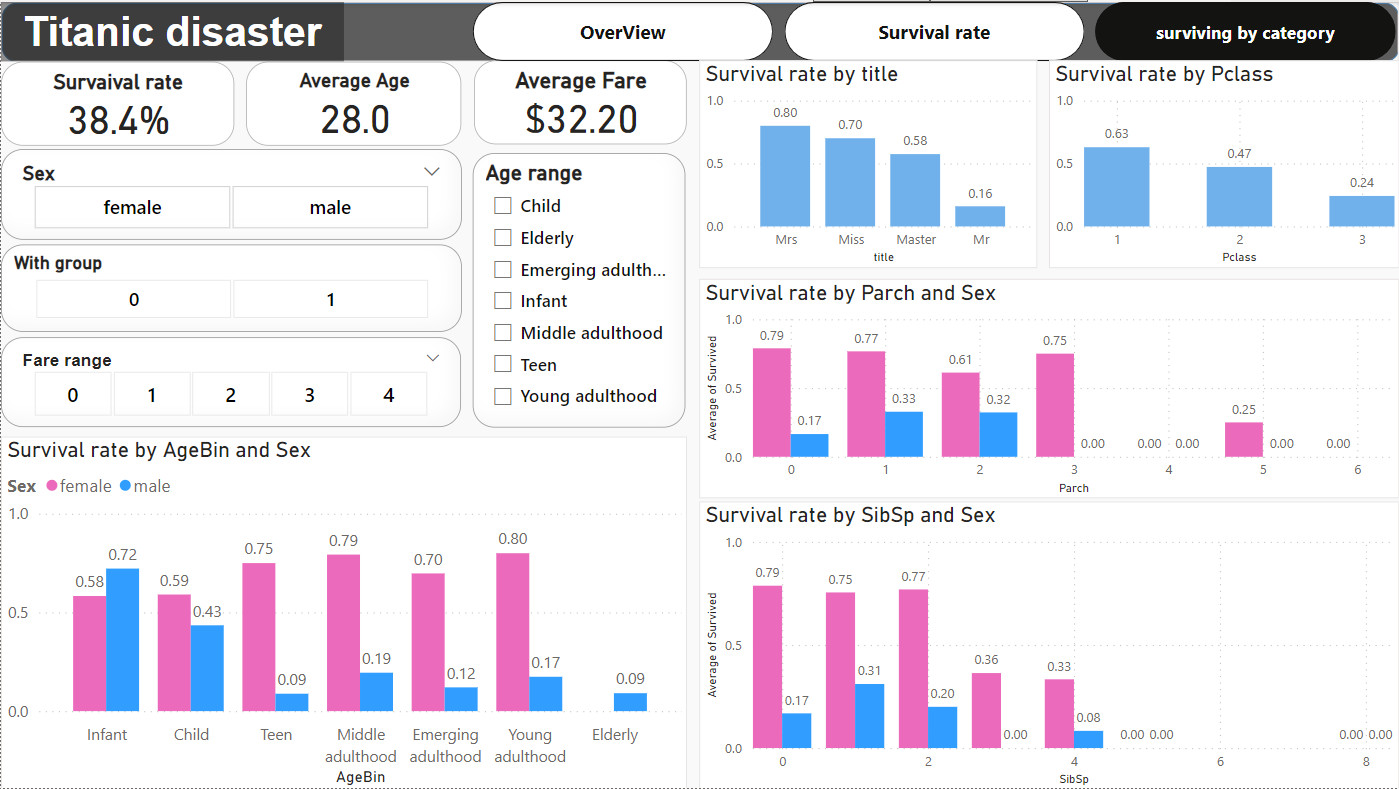 Titanic disaster
OverView
Survival rate
surviving by category
Survaival rate
38.4%
Average Age
28.0
Average Fare
$32.20
Sex
female
male
With group
0
1
Fare range
0
1
2
3
4
Age range
Child
Elderly
Emerging adulth...
Infant
Middle adulthood
Teen
Young adulthood
Survival rate by title
1.0
0.5
0.0
0.80
0.70
0.58
0.16
Mrs
Miss
Master
Mr
title
Survival rate by Pclass
1.0
0.5
0.0
0.63
0.47
0.24
1
2
3
Pclass
Survival rate by Parch and Sex
Average of Survived
1.0
0.5
0.0
0.79
0.17
0.77
0.33
0.61
0.32
0.75
0.00
0.00
0.00
0.25
0.00
0.00
0
1
2
3
4
5
6
Parch
Survival rate by AgeBin and Sex
Sex female male
1.0
0.5
0.0
0.58
0.72
0.59
0.43
0.75
0.09
0.79
0.19
0.70
0.12
0.80
0.17
0.09
Infant
Child
Teen
Middle
adulthood
Emerging
adulthood
Young
adulthood
Elderly
AgeBin
Survival rate by SibSp and Sex
Average of Survived
1.0
0.5
0.0
0.79
0.17
0.75
0.31
0.77
0.20
0.36
0.00
0.33
0.08
0.00
0.00
0.00
0.00
0
2
4
6
8
SibSp